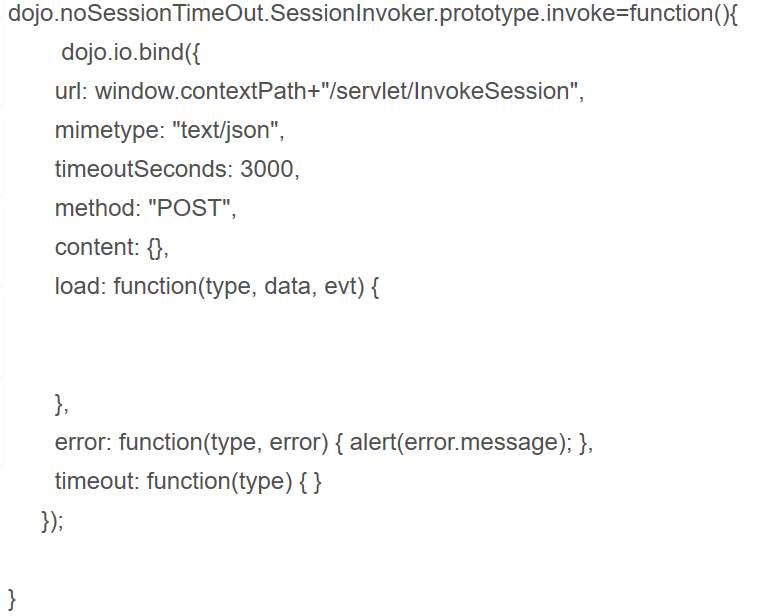 dojo.noSessionTimeOut.SessionInvoker.prototype.invoke=function(){
dojo.io.bind({
url: window.contextPath+"/servlet/InvokeSession",
mimetype: "text/json",
timeoutSeconds: 3000,
method: "POST",
content: {},
load: function(type, data, evt) {
},
error: function(type, error) { alert(error.message); },
timeout: function(type) { }
});
}